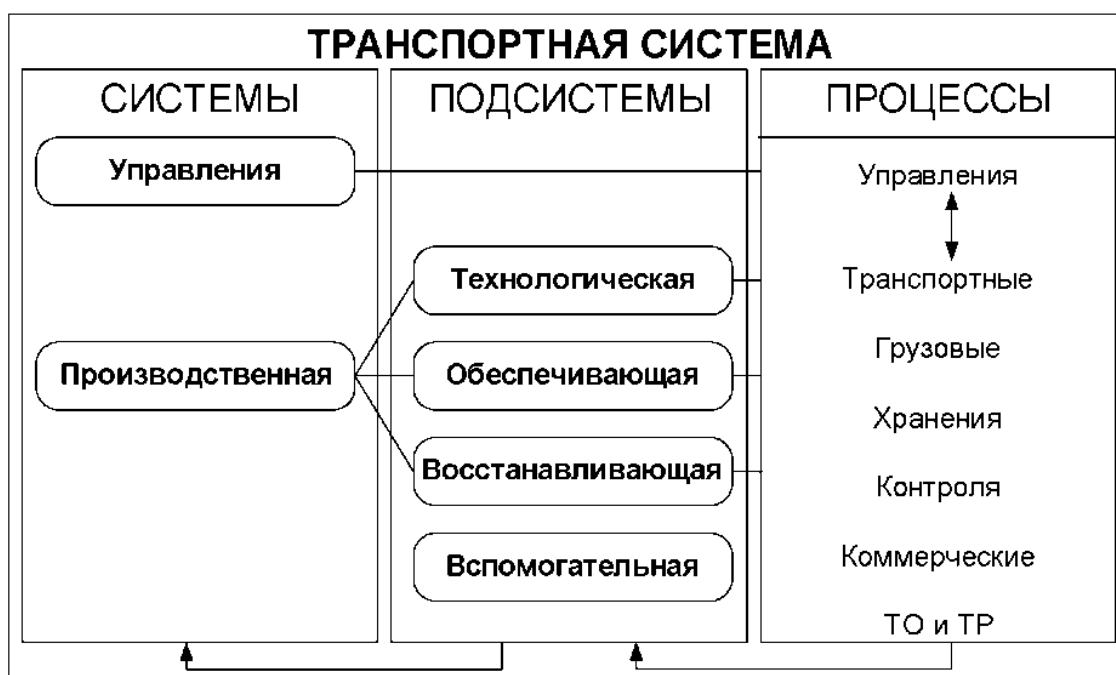 ТРАНСПОРТНАЯ СИСТЕМА
СИСТЕМЫ
Управления
Производственная
ПОДСИСТЕМЫ
Технологическая
Обеспечивающая
Восстанавливающая
Вспомогательная
ПРОЦЕССЫ
Управления
Транспортные
Грузовые
Хранения
Контроля
Коммерческие
ТО и ТР